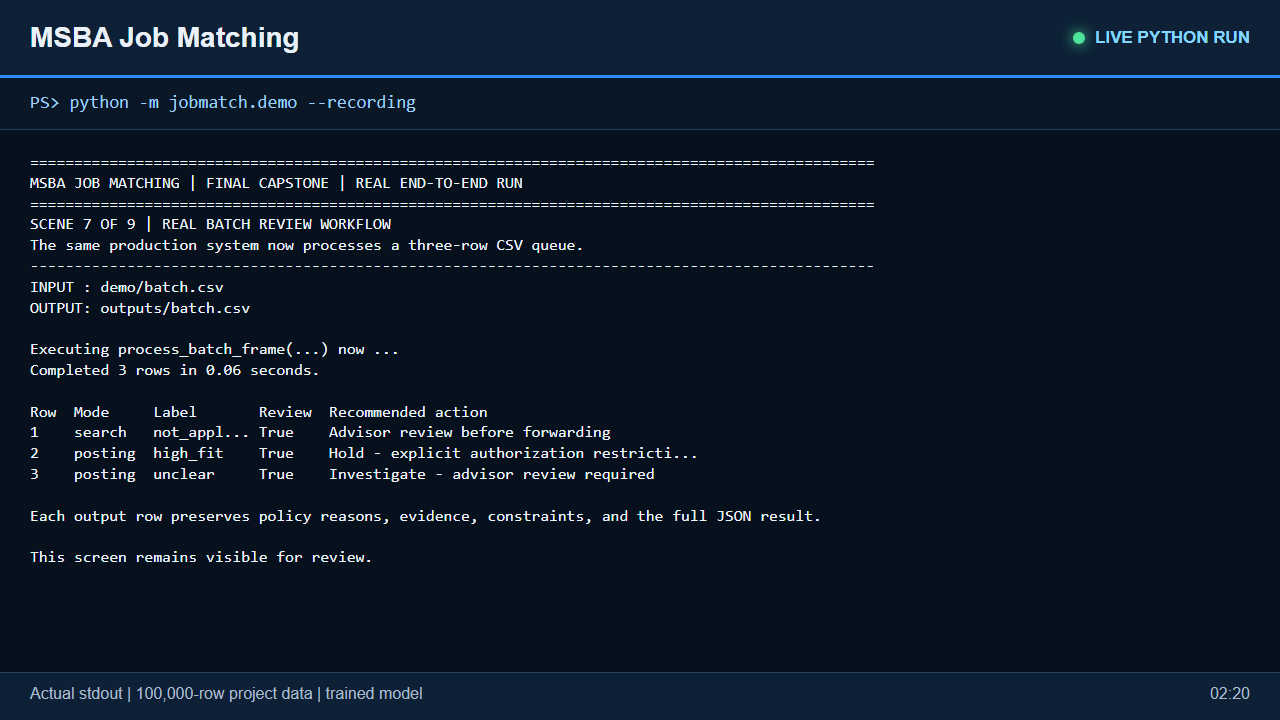 MSBA Job Matching
LIVE PYTHON RUN
PS> python -m jobmatch.demo --recording
================================================================================================
MSBA JOB MATCHING | FINAL CAPSTONE | REAL END-TO-END RUN
================================================================================================
SCENE 7 OF 9 | REAL BATCH REVIEW WORKFLOW
The same production system now processes a three-row CSV queue.
------------------------------------------------------------------------------------------------
INPUT : demo/batch.csv
OUTPUT: outputs/batch.csv
Executing process_batch_frame(...) now ...
Completed 3 rows in 0.06 seconds.
Row  Mode     Label       Review  Recommended action
1    search   not_appl... True    Advisor review before forwarding
2    posting  high_fit    True    Hold - explicit authorization restricti...
3    posting  unclear     True    Investigate - advisor review required
Each output row preserves policy reasons, evidence, constraints, and the full JSON result.
This screen remains visible for review.
Actual stdout | 100,000-row project data | trained model
02:20